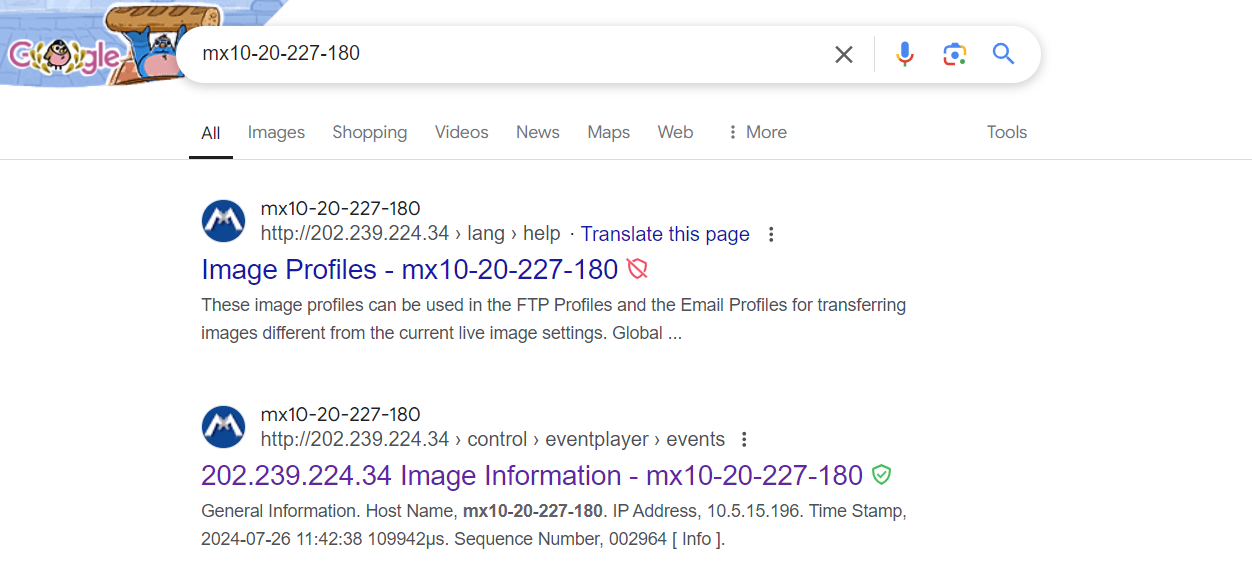 Google
mx10-20-227-180
All Images Shopping Videos News Maps Web More Tools
mx10-20-227-180
http://202.239.224.34 › lang › help · Translate this page
Image Profiles - mx10-20-227-180
These image profiles can be used in the FTP Profiles and the Email Profiles for transferring
images different from the current live image settings. Global ...
mx10-20-227-180
http://202.239.224.34 › control › eventplayer › events
202.239.224.34 Image Information - mx10-20-227-180
General Information. Host Name, mx10-20-227-180. IP Address, 10.5.15.196. Time Stamp,
2024-07-26 11:42:38 109942µs. Sequence Number, 002964 [ Info ].